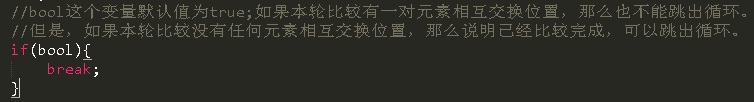 //bool这个变量默认值为true;如果本轮比较有一对元素相互交换位置，那么也不能跳出循环。
//但是，如果本轮比较没有任何元素相互交换位置，那么说明已经比较完成，可以跳出循环。
if(bool){
break;
}